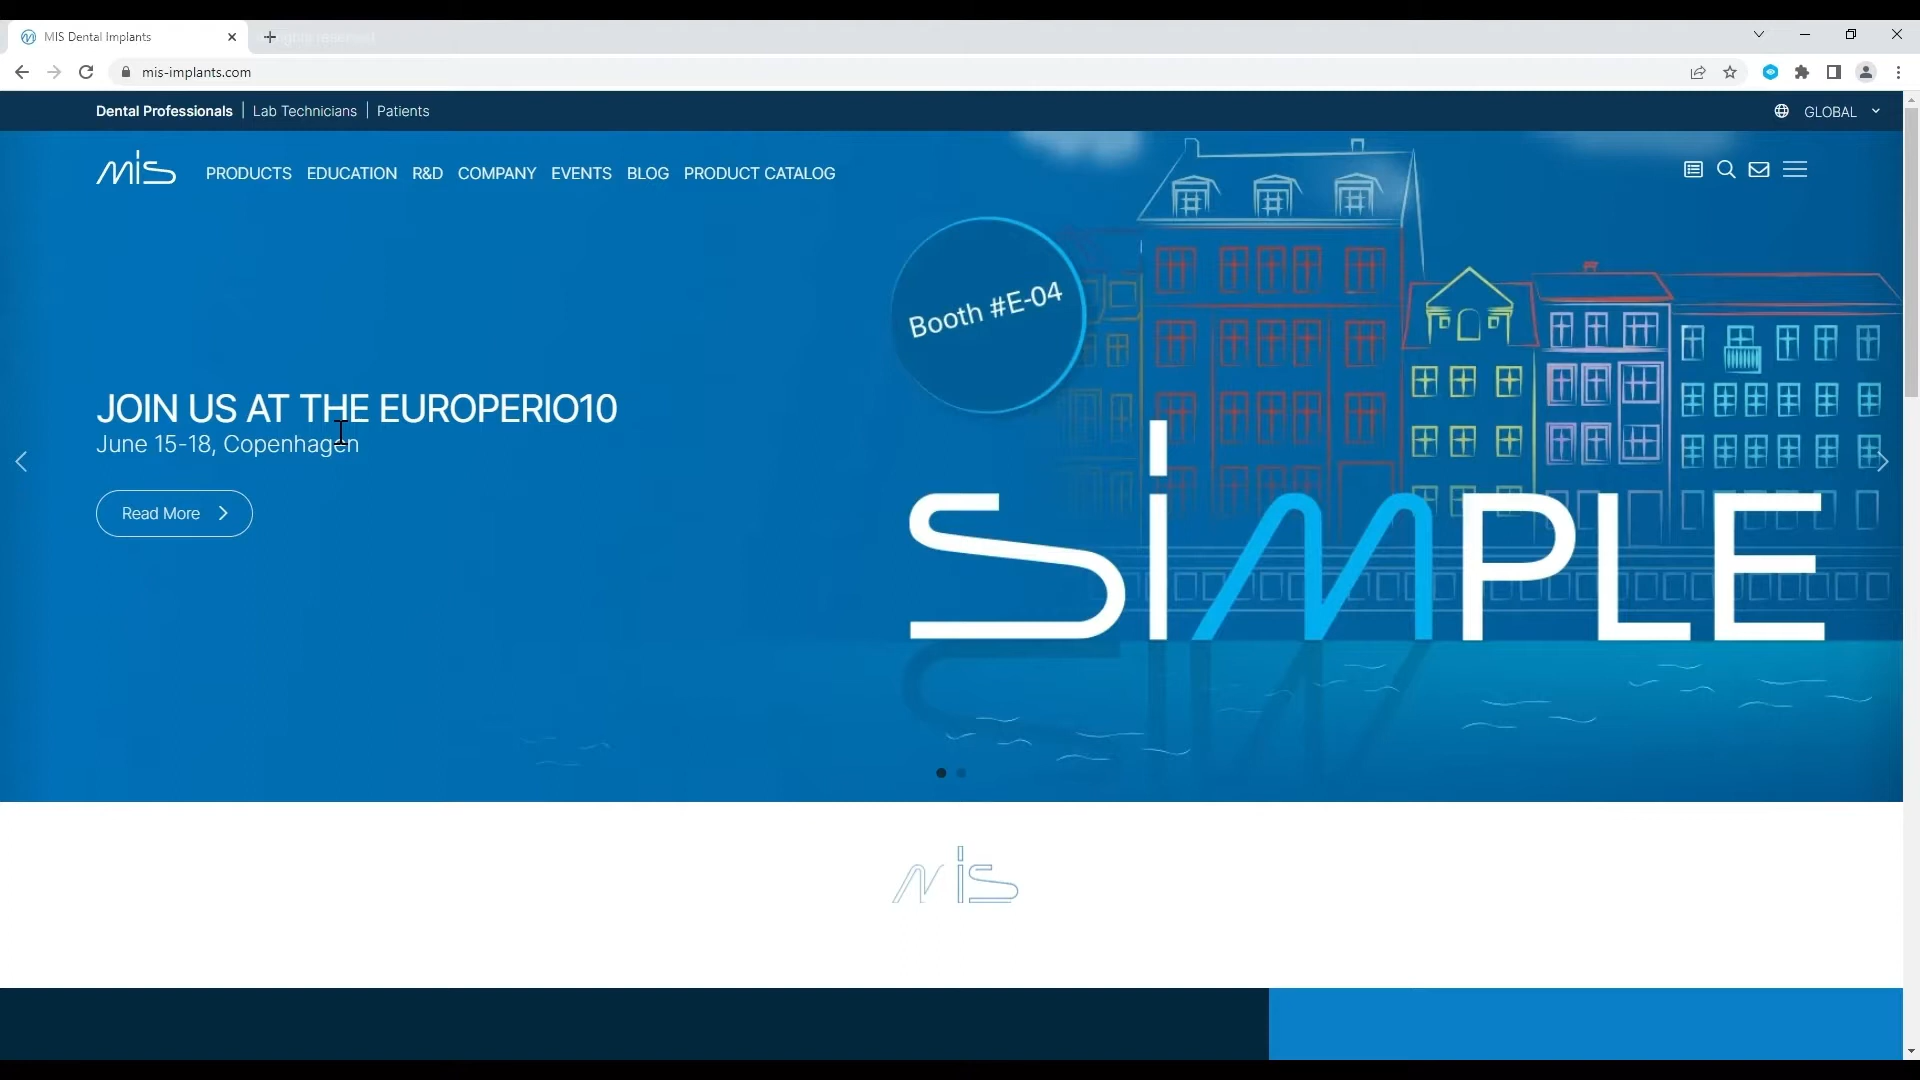 MIS Dental Implants
mis-implants.com
Dental Professionals | Lab Technicians | Patients
GLOBAL
MIS
PRODUCTS EDUCATION R&D COMPANY EVENTS BLOG PRODUCT CATALOG
Booth #E-04
JOIN US AT THE EUROPERIO10
June 15-18, Copenhagen
Read More
SiMPLE
MIS